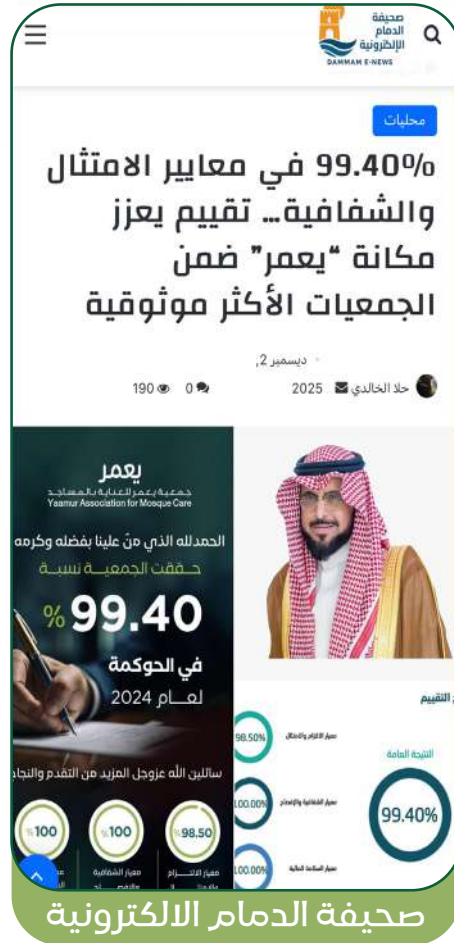 صحيفة
الدمام
الإلكترونية
DAMMAM E-NEWS
محليات
99.40% في معايير الامتثال
والشفافية… تقييم يعزز
مكانة “يعمر” ضمن
الجمعيات الأكثر موثوقية
ديسمبر 2,
حلا الخالدي 2025
0 190
يعمر
جمعية يعمر للعناية بالمساجد
Yaamur Association for Mosque Care
الحمدلله الذي منّ علينا بفضله وكرمه
حققت الجمعية نسبة
%99.40
في الحوكمة
لعام 2024
سائلين الله عزوجل المزيد من التقدم والنجا
%98.50
%100
%100
معيار الالتزام
معيار الشفافية
التقييم
النتيجة العامة
99.40%
معيار الالتزام والامتثال
98.50%
معيار الشفافية والإفصاح
100.00%
معيار السلامة المالية
100.00%
صحيفة الدمام الالكترونية